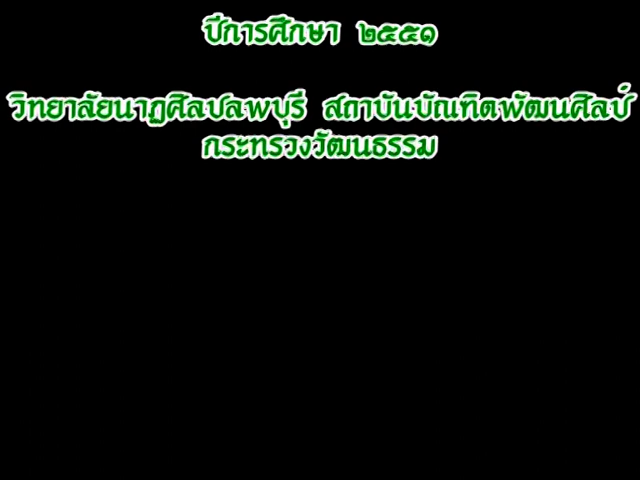 ปีการศึกษา ๒๕๕๑
วิทยาลัยนาฏศิลปลพบุรี สถาบันบัณฑิตพัฒนศิลป์
กระทรวงวัฒนธรรม